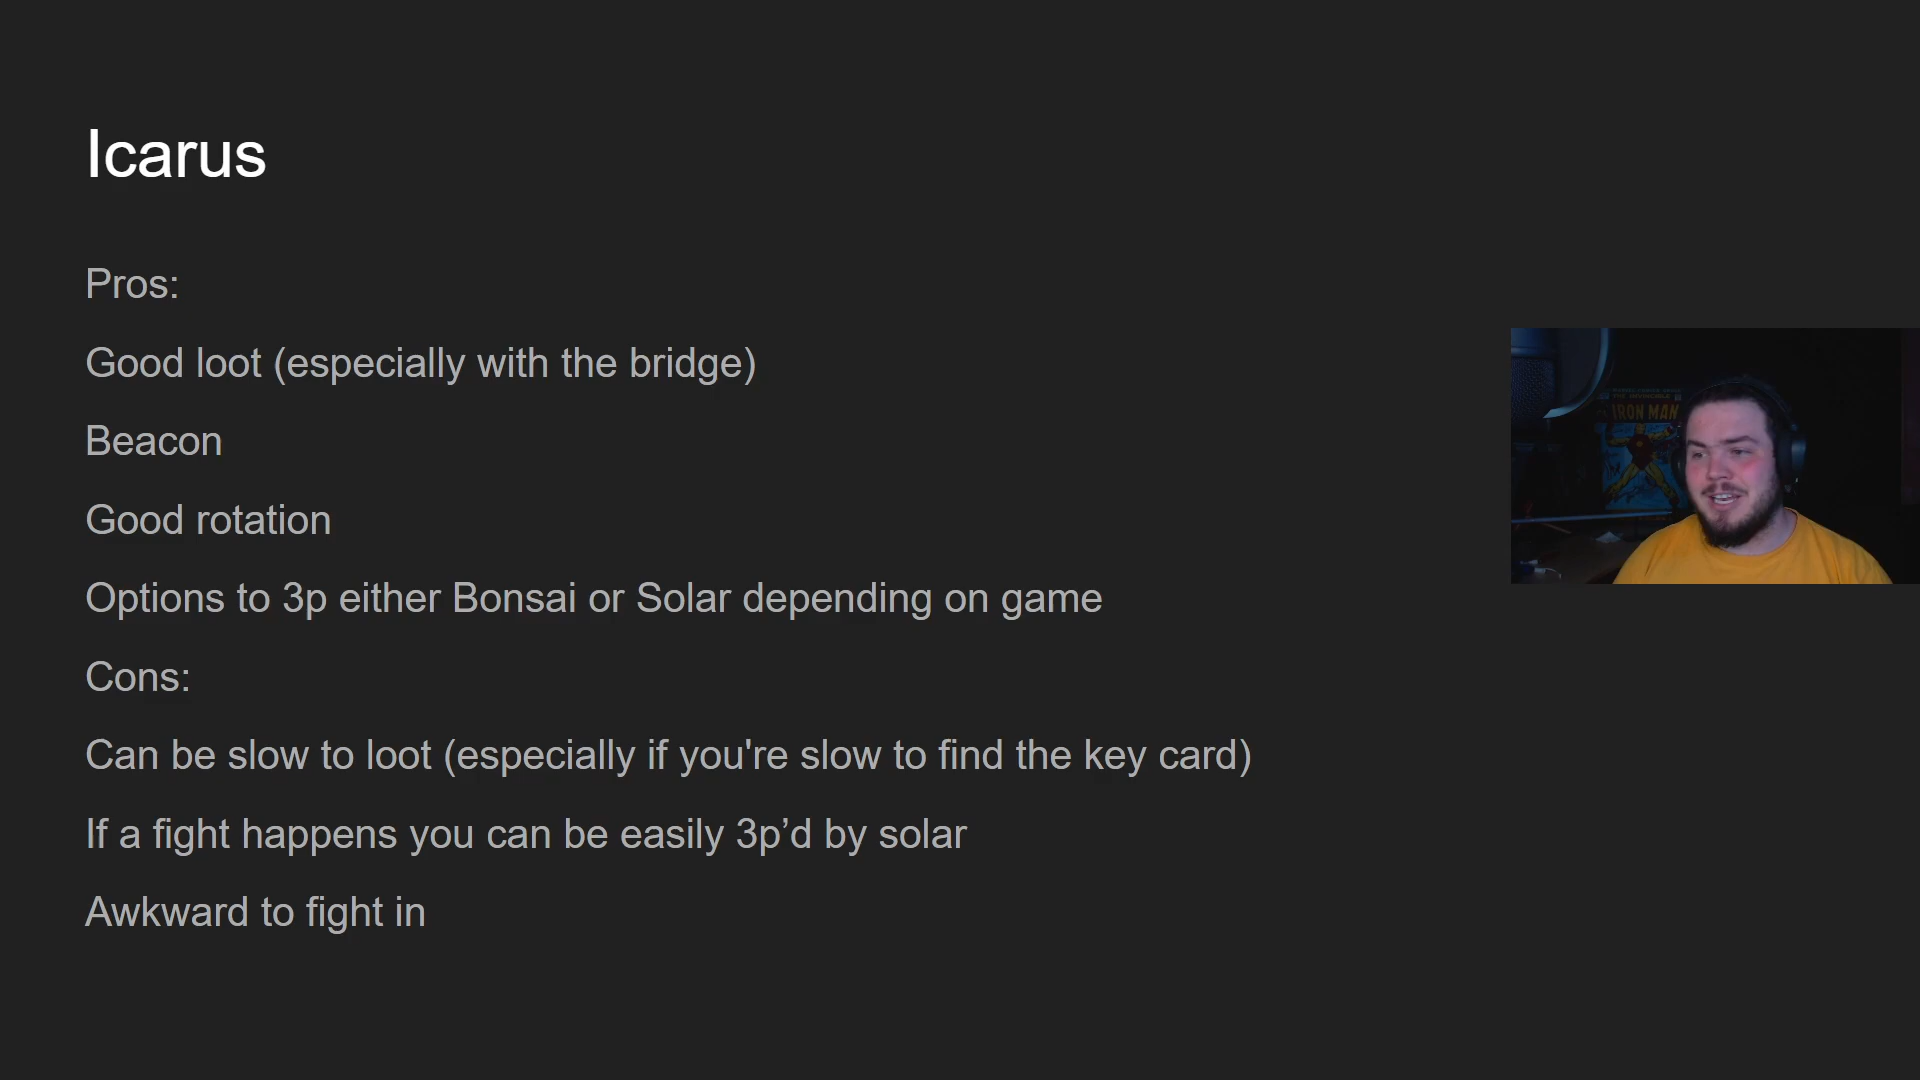 Icarus
Pros:
Good loot (especially with the bridge)
Beacon
Good rotation
Options to 3p either Bonsai or Solar depending on game
Cons:
Can be slow to loot (especially if you're slow to find the key card)
If a fight happens you can be easily 3p’d by solar
Awkward to fight in
IRON MAN